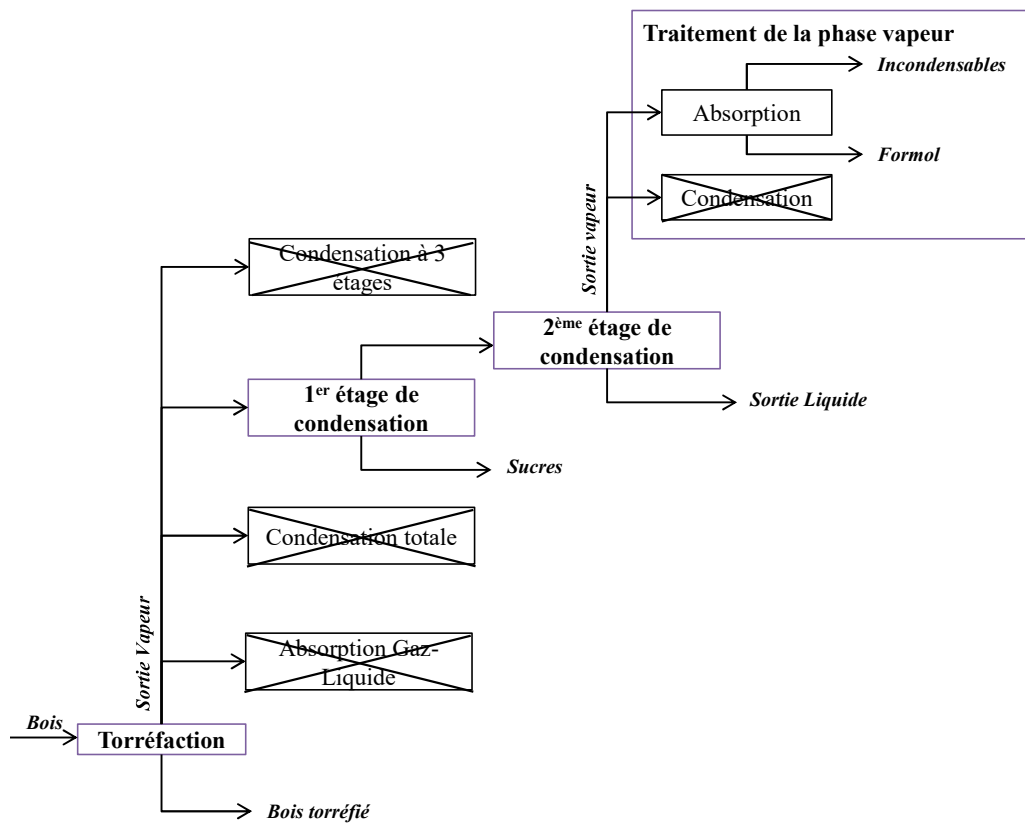 Traitement de la phase vapeur
Incondensables
Absorption
Formol
Condensation
Sortie vapeur
Condensation à 3
étages
2ème étage de
condensation
1er étage de
condensation
Sortie Liquide
Sucres
Condensation totale
Sortie Vapeur
Absorption Gaz-
Liquide
Bois
Torréfaction
Bois torréfié